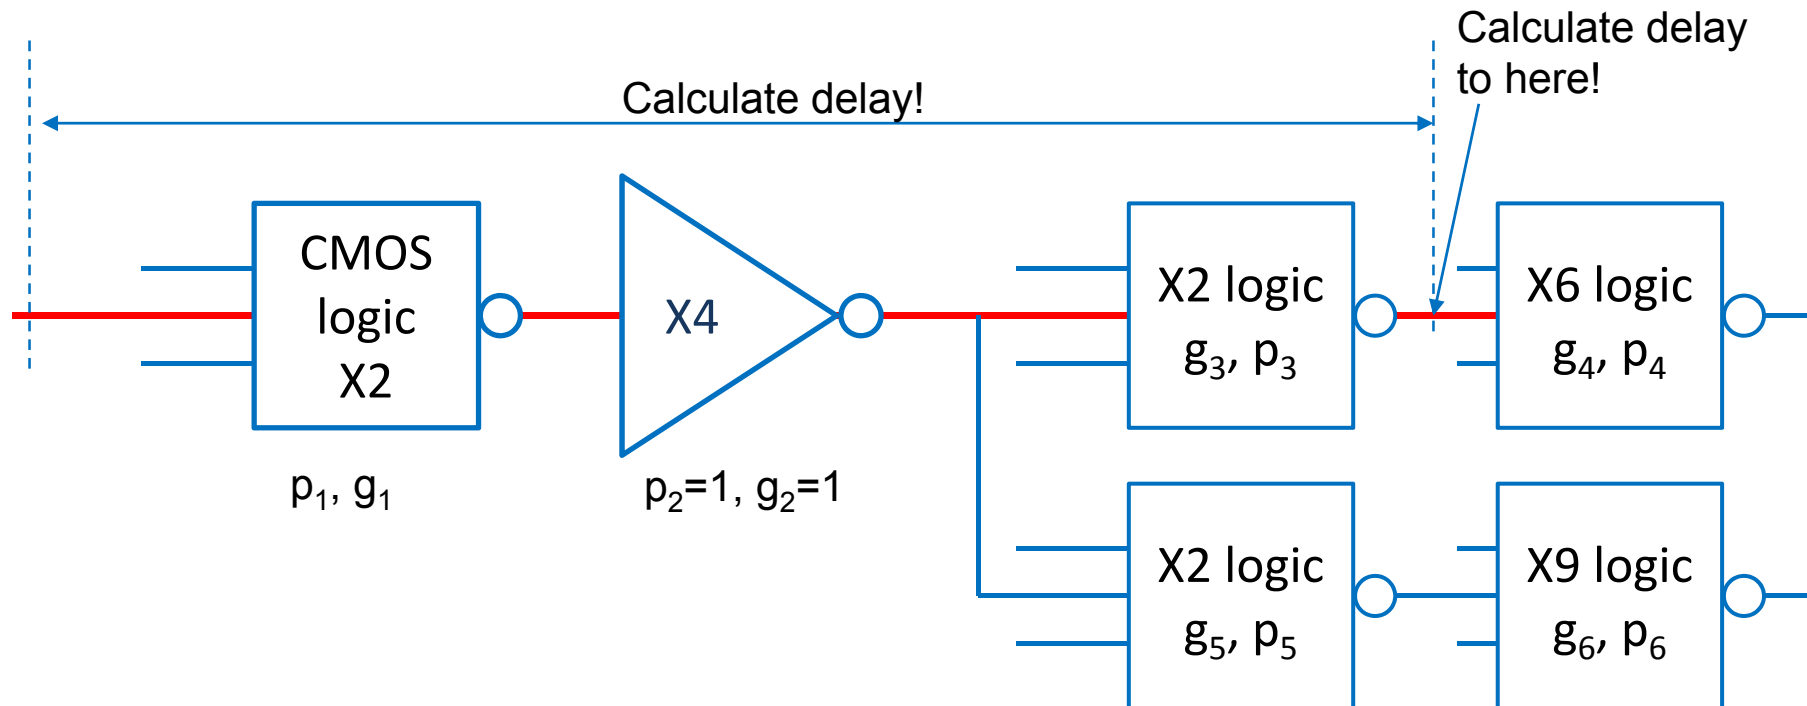 Calculate delay
to here!
Calculate delay!
CMOS
logic
X2
X4
X2 logic
g₃, p₃
X6 logic
g₄, p₄
p₁, g₁
p₂=1, g₂=1
X2 logic
g₅, p₅
X9 logic
g₆, p₆